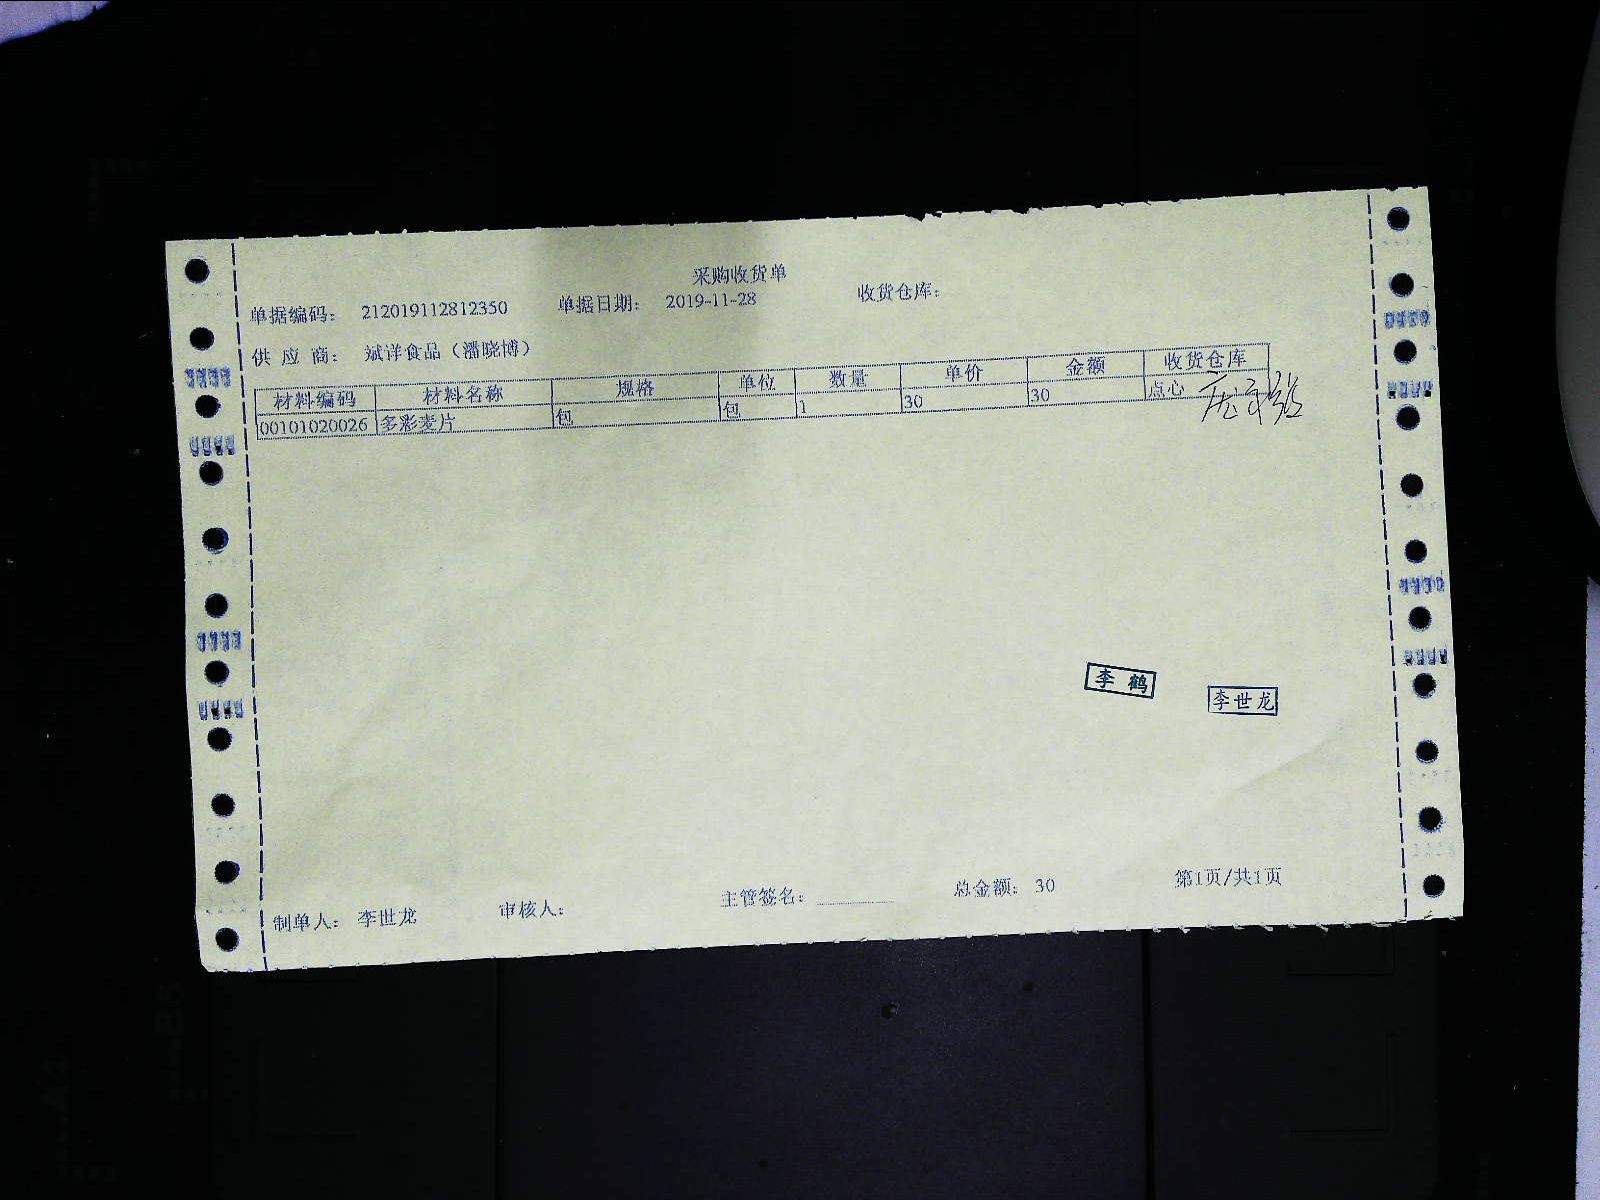 采购收货单
单据编码: 212019112812350 单据日期: 2019-11-28 收货仓库:
供应商: 斌详食品（潘晓博）
材料编码 材料名称 规格 单位 数量 单价 金额 收货仓库
00101020026 多彩麦片 包 包 1 30 30 点心
李鹤
李世龙
制单人: 李世龙 审核人: 主管签名: 总金额: 30 第1页/共1页